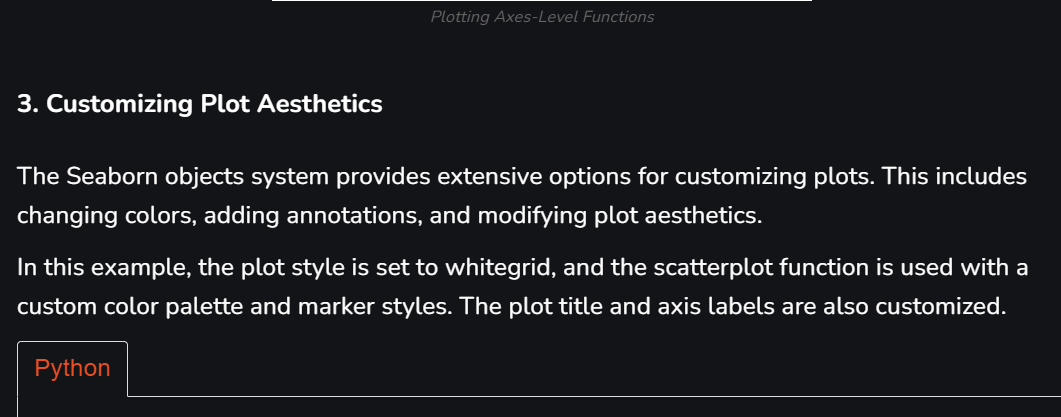 Plotting Axes-Level Functions
3. Customizing Plot Aesthetics
The Seaborn objects system provides extensive options for customizing plots. This includes
changing colors, adding annotations, and modifying plot aesthetics.
In this example, the plot style is set to whitegrid, and the scatterplot function is used with a
custom color palette and marker styles. The plot title and axis labels are also customized.
Python